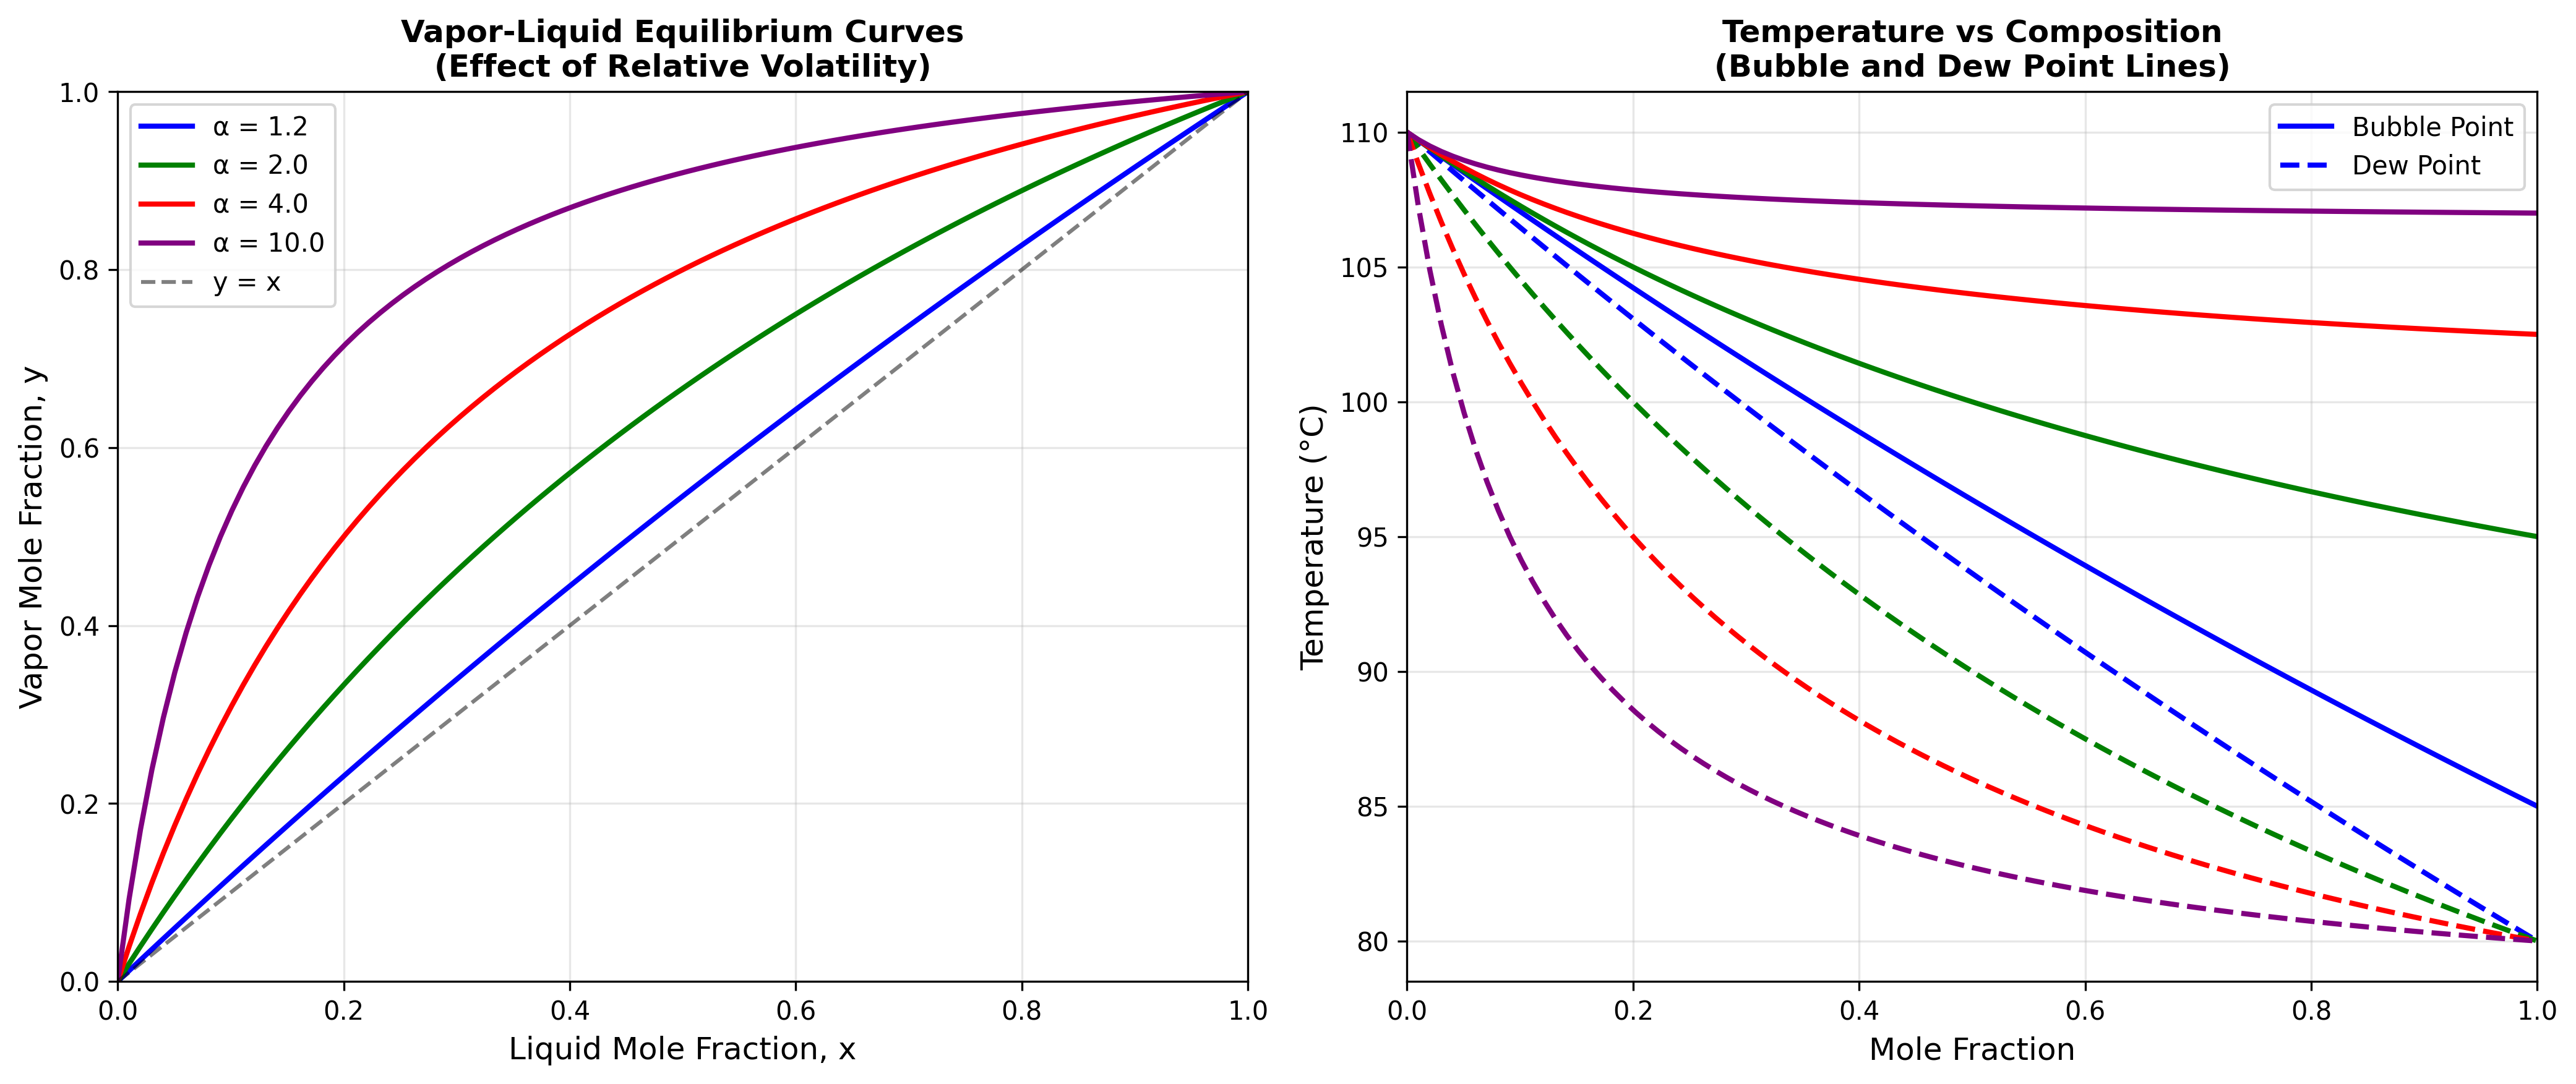 Vapor-Liquid Equilibrium Curves
(Effect of Relative Volatility)
1.0
0.8
0.6
0.4
0.2
0.0
Vapor Mole Fraction, y
α = 1.2
α = 2.0
α = 4.0
α = 10.0
y = x
0.0 0.2 0.4 0.6 0.8 1.0
Liquid Mole Fraction, x
Temperature vs Composition
(Bubble and Dew Point Lines)
110
105
100
95
90
85
80
Temperature (°C)
Bubble Point
Dew Point
0.0 0.2 0.4 0.6 0.8 1.0
Mole Fraction